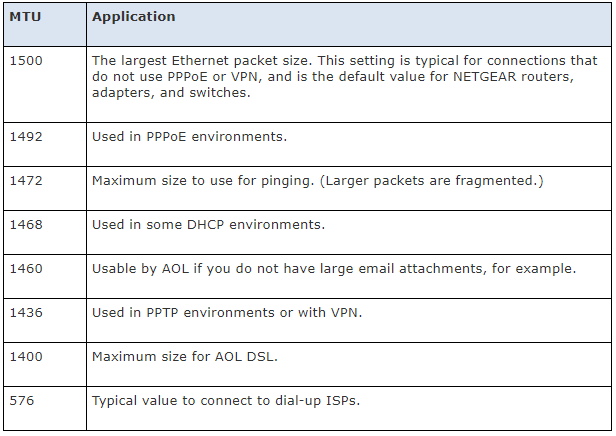 MTU Application
1500 The largest Ethernet packet size. This setting is typical for connections that
do not use PPPoE or VPN, and is the default value for NETGEAR routers,
adapters, and switches.
1492 Used in PPPoE environments.
1472 Maximum size to use for pinging. (Larger packets are fragmented.)
1468 Used in some DHCP environments.
1460 Usable by AOL if you do not have large email attachments, for example.
1436 Used in PPTP environments or with VPN.
1400 Maximum size for AOL DSL.
576 Typical value to connect to dial-up ISPs.